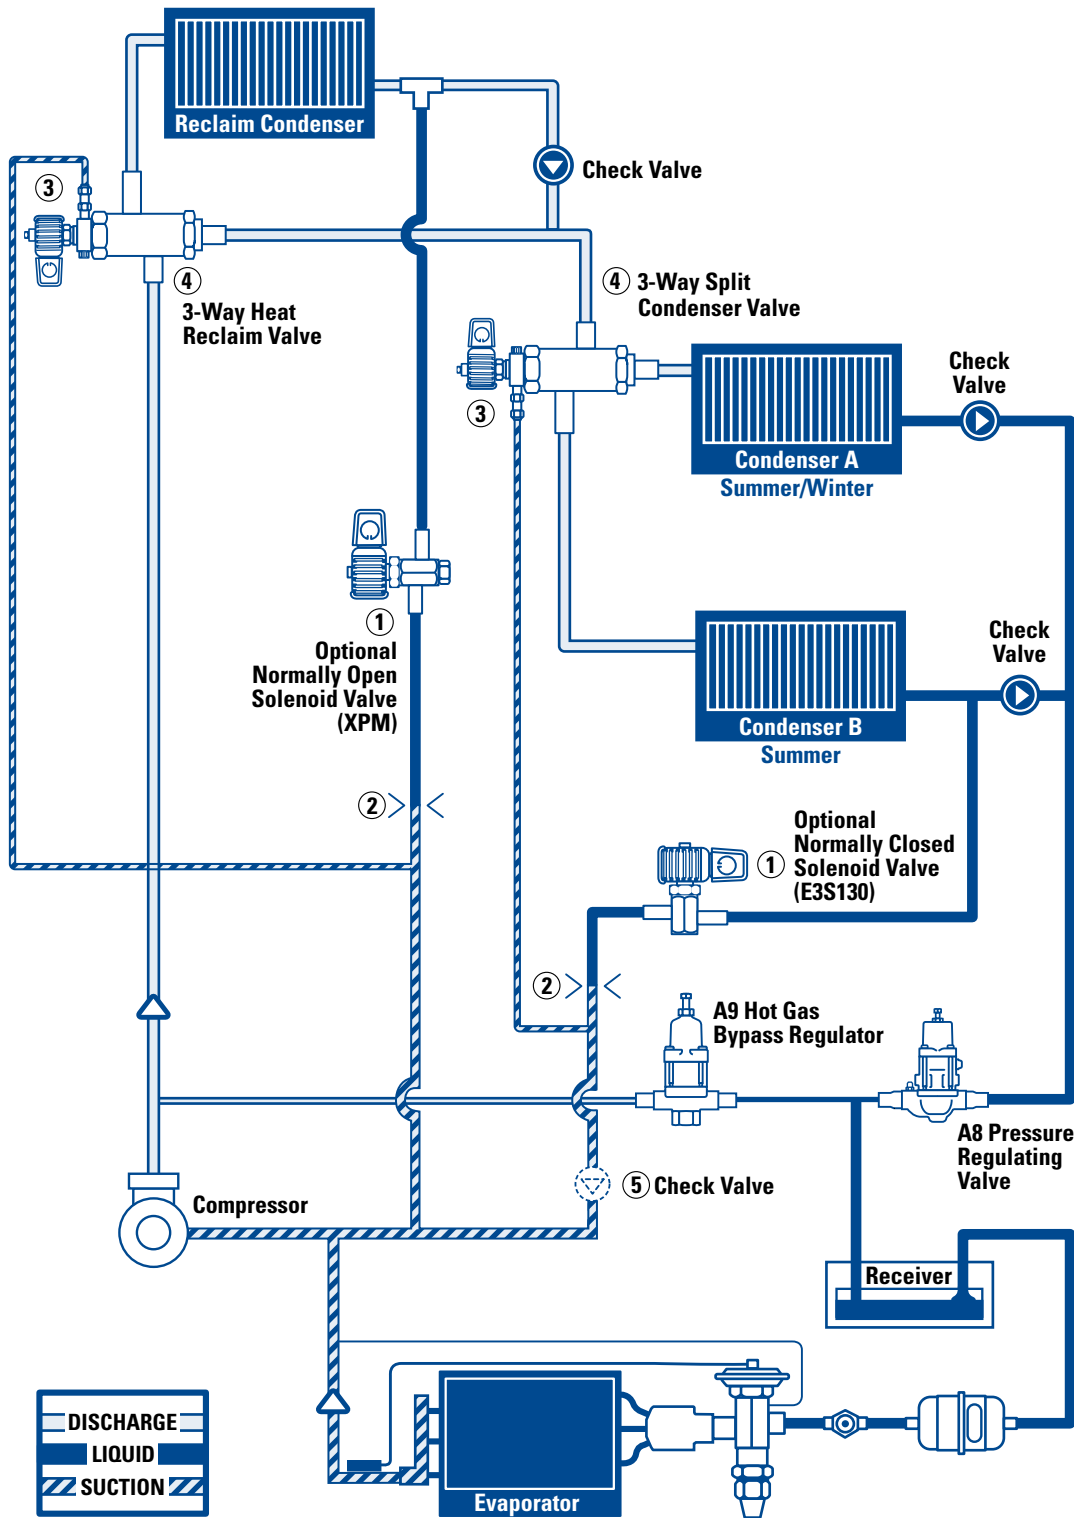 Reclaim Condenser
Check Valve
3
4
3-Way Heat
Reclaim Valve
4 3-Way Split
Condenser Valve
3
Check
Valve
Condenser A
Summer/Winter
1
Optional
Normally Open
Solenoid Valve
(XPM)
Check
Valve
Condenser B
Summer
2
Optional
Normally Closed
1 Solenoid Valve
(E3S130)
2
A9 Hot Gas
Bypass Regulator
A8 Pressure
Regulating
Valve
5 Check Valve
Compressor
Receiver
DISCHARGE
LIQUID
SUCTION
Evaporator